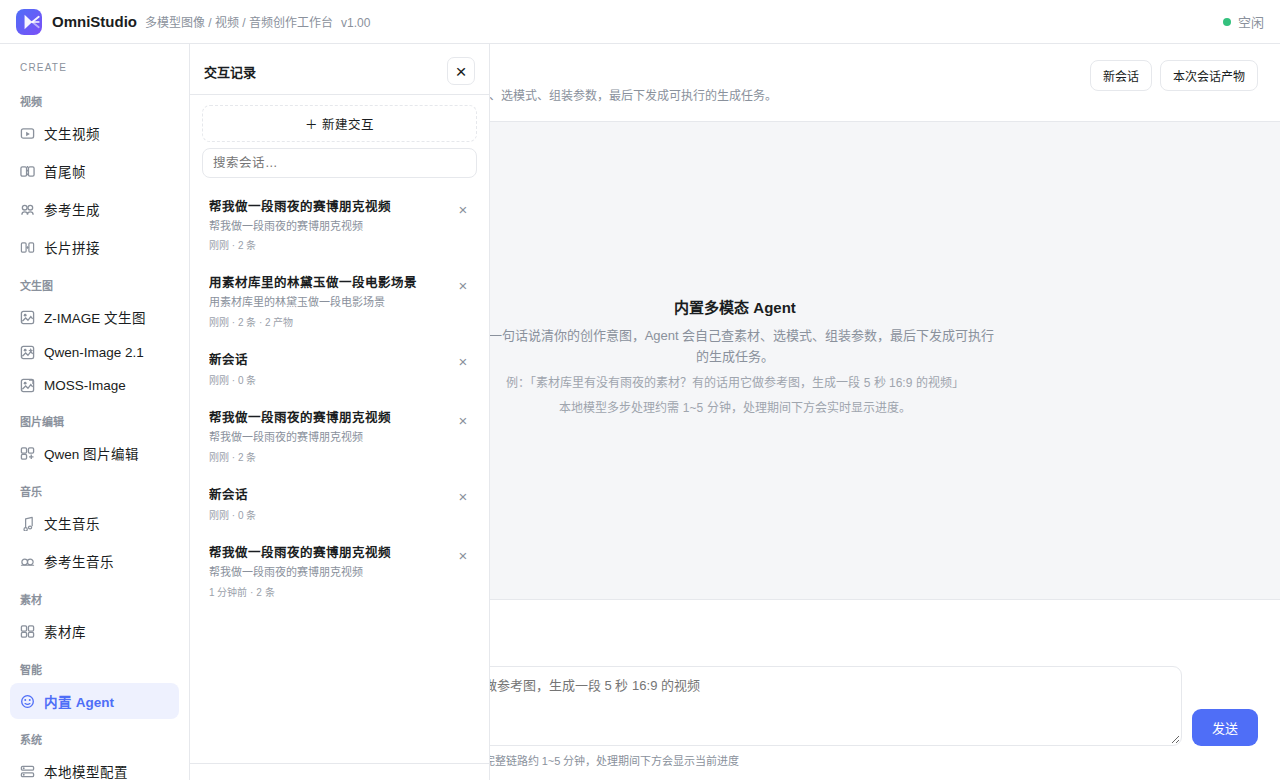 OmniStudio 多模型图像 / 视频 / 音频创作工作台 v1.00
空闲
CREATE
视频
文生视频
首尾帧
参考生成
长片拼接
文生图
Z-IMAGE 文生图
Qwen-Image 2.1
MOSS-Image
图片编辑
Qwen 图片编辑
音乐
文生音乐
参考生音乐
素材
素材库
智能
内置 Agent
系统
本地模型配置
交互记录
×
＋ 新建交互
搜索会话…
帮我做一段雨夜的赛博朋克视频
×
帮我做一段雨夜的赛博朋克视频
刚刚 · 2 条
用素材库里的林黛玉做一段电影场景
×
用素材库里的林黛玉做一段电影场景
刚刚 · 2 条 · 2 产物
新会话
×
刚刚 · 0 条
帮我做一段雨夜的赛博朋克视频
×
帮我做一段雨夜的赛博朋克视频
刚刚 · 2 条
新会话
×
刚刚 · 0 条
帮我做一段雨夜的赛博朋克视频
×
帮我做一段雨夜的赛博朋克视频
1 分钟前 · 2 条
新会话
本次会话产物
、选模式、组装参数，最后下发成可执行的生成任务。
内置多模态 Agent
一句话说清你的创作意图，Agent 会自己查素材、选模式、组装参数，最后下发成可执行
的生成任务。
例：「素材库里有没有雨夜的素材？有的话用它做参考图，生成一段 5 秒 16:9 的视频」
本地模型多步处理约需 1~5 分钟，处理期间下方会实时显示进度。
做参考图，生成一段 5 秒 16:9 的视频
发送
完整链路约 1~5 分钟，处理期间下方会显示当前进度